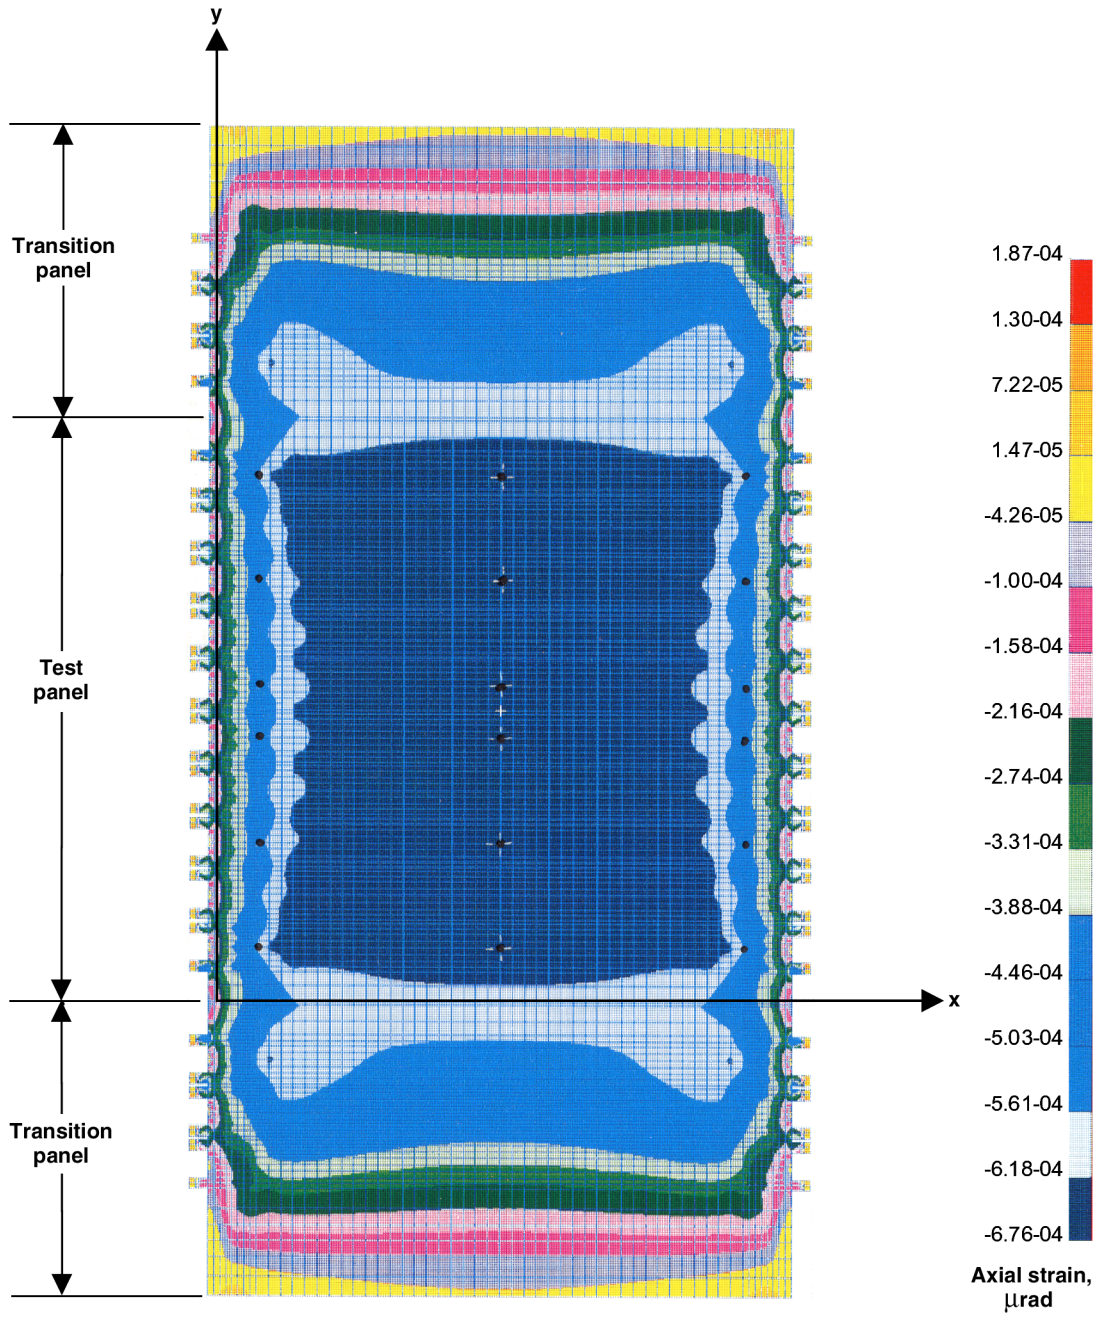 y
Transition
panel
Test
panel
Transition
panel
x
1.87-04
1.30-04
7.22-05
1.47-05
-4.26-05
-1.00-04
-1.58-04
-2.16-04
-2.74-04
-3.31-04
-3.88-04
-4.46-04
-5.03-04
-5.61-04
-6.18-04
-6.76-04
Axial strain,
μrad